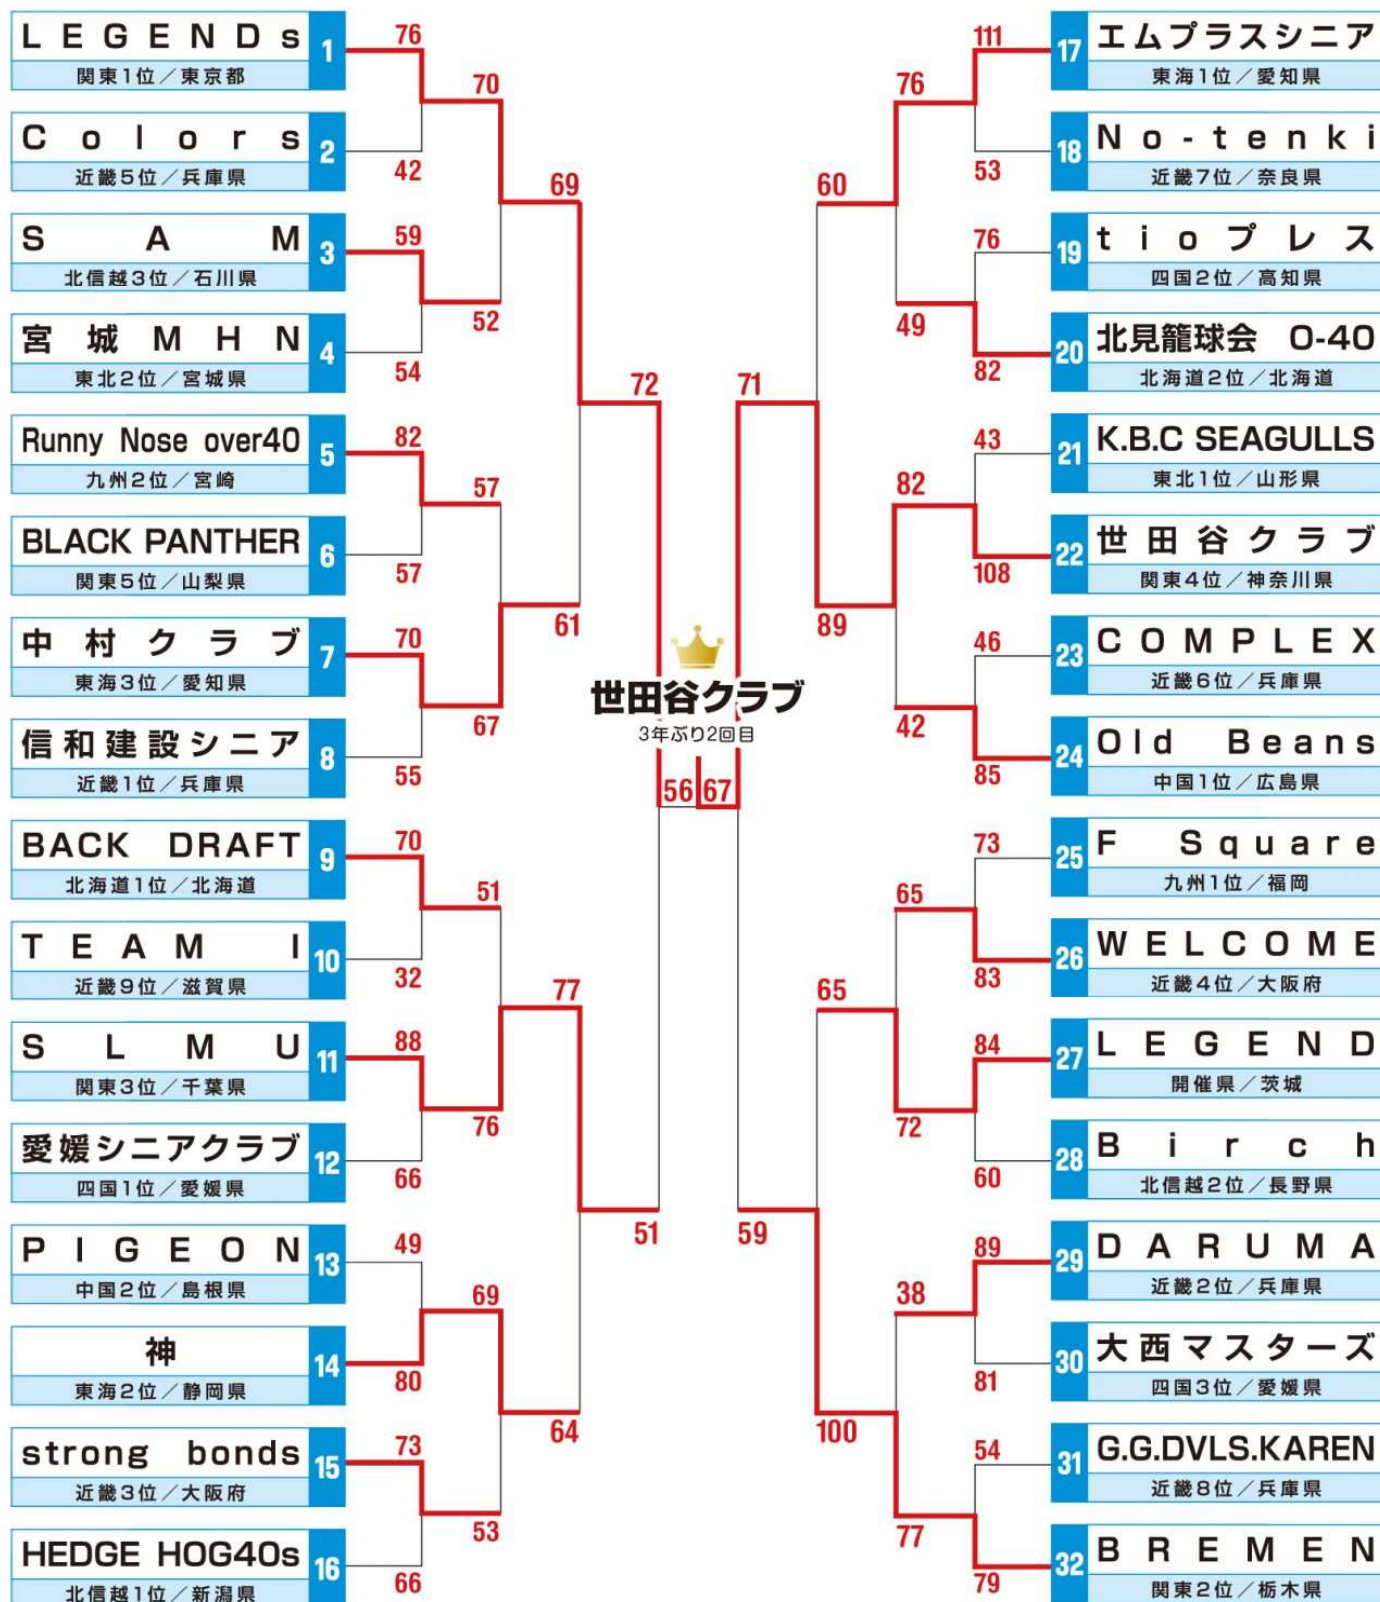 LEGENDs
関東1位／東京都
1
Colors
近畿5位／兵庫県
2
SAM
北信越3位／石川県
3
宮城MHN
東北2位／宮城県
4
Runny Nose over40
九州2位／宮崎
5
BLACK PANTHER
関東5位／山梨県
6
中村クラブ
東海3位／愛知県
7
信和建設シニア
近畿1位／兵庫県
8
BACK DRAFT
北海道1位／北海道
9
TEAM I
近畿9位／滋賀県
10
SLMU
関東3位／千葉県
11
愛媛シニアクラブ
四国1位／愛媛県
12
PIGEON
中国2位／島根県
13
神
東海2位／静岡県
14
strong bonds
近畿3位／大阪府
15
HEDGE HOG40s
北信越1位／新潟県
16
76
42
59
54
82
57
70
55
70
32
88
66
49
80
73
66
70
52
57
67
51
76
69
53
69
61
77
64
72
51
世田谷クラブ
3年ぶり2回目
56
67
71
59
60
89
65
100
76
49
82
42
65
72
38
77
111
53
76
82
43
108
46
85
73
83
84
60
89
81
54
79
17
エムプラスシニア
東海1位／愛知県
18
No-tenki
近畿7位／奈良県
19
tioプレス
四国2位／高知県
20
北見籠球会 O-40
北海道2位／北海道
21
K.B.C SEAGULLS
東北1位／山形県
22
世田谷クラブ
関東4位／神奈川県
23
COMPLEX
近畿6位／兵庫県
24
Old Beans
中国1位／広島県
25
F Square
九州1位／福岡
26
WELCOME
近畿4位／大阪府
27
LEGEND
開催県／茨城
28
Birch
北信越2位／長野県
29
DARUMA
近畿2位／兵庫県
30
大西マスターズ
四国3位／愛媛県
31
G.G.DVLS.KAREN
近畿8位／兵庫県
32
BREMEN
関東2位／栃木県